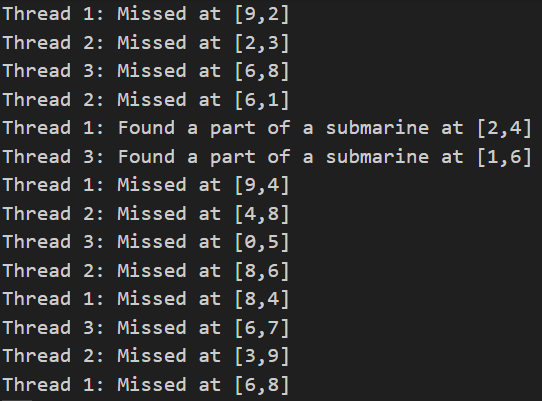 Thread 1: Missed at [9,2]
Thread 2: Missed at [2,3]
Thread 3: Missed at [6,8]
Thread 2: Missed at [6,1]
Thread 1: Found a part of a submarine at [2,4]
Thread 3: Found a part of a submarine at [1,6]
Thread 1: Missed at [9,4]
Thread 2: Missed at [4,8]
Thread 3: Missed at [0,5]
Thread 2: Missed at [8,6]
Thread 1: Missed at [8,4]
Thread 3: Missed at [6,7]
Thread 2: Missed at [3,9]
Thread 1: Missed at [6,8]